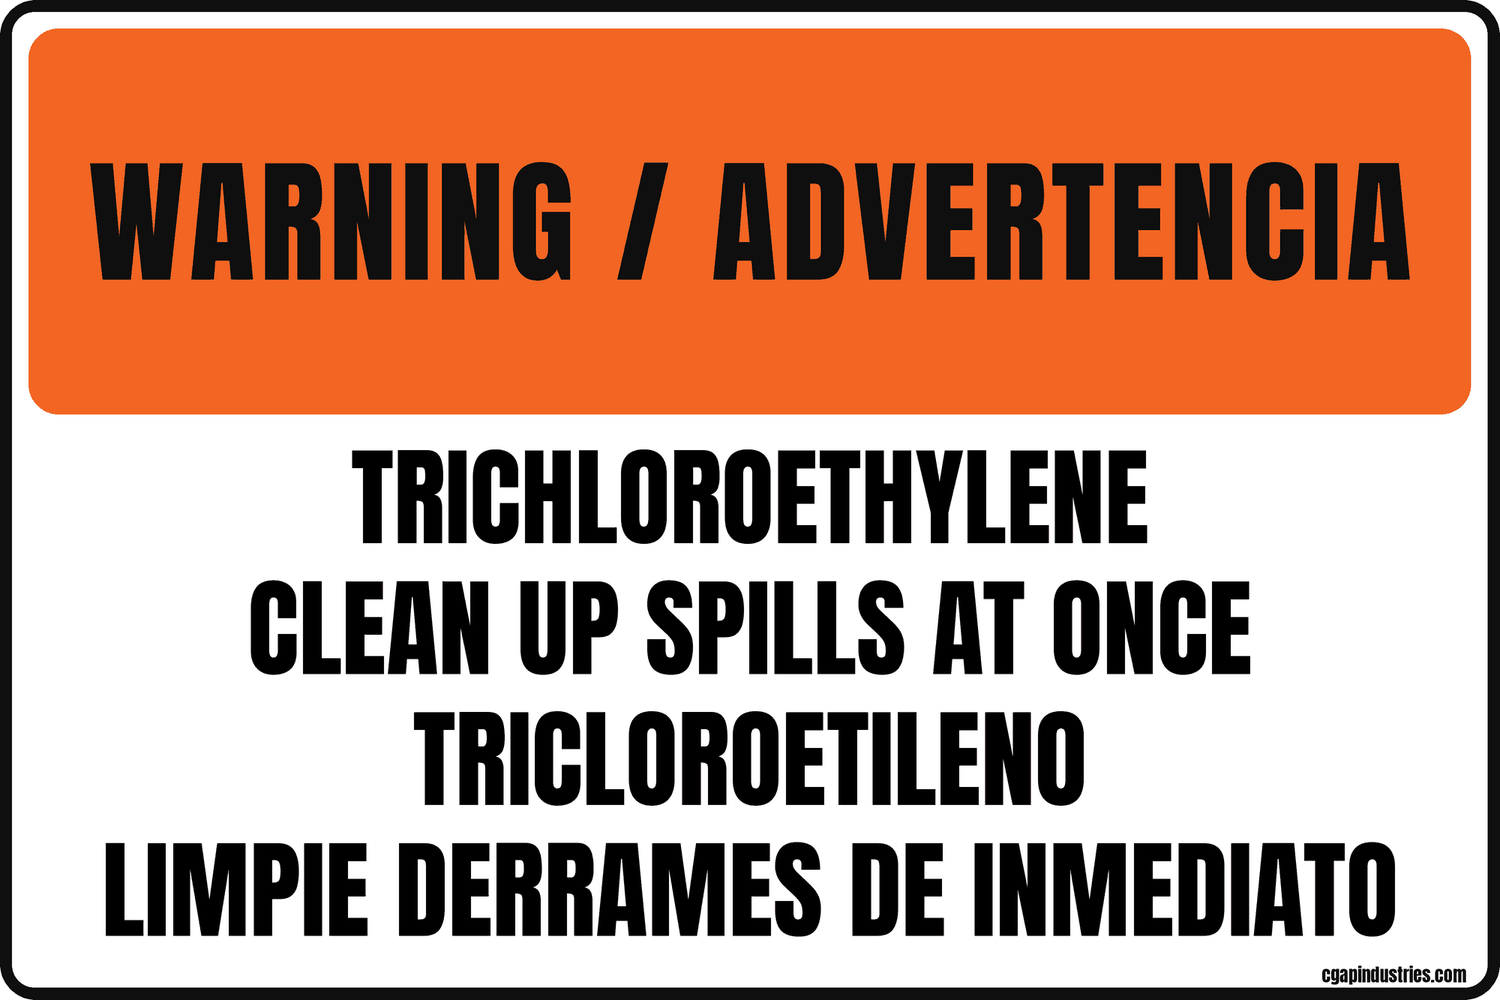 WARNING / ADVERTENCIA
TRICHLOROETHYLENE
CLEAN UP SPILLS AT ONCE
TRICLOROETILENO
LIMPIE DERRAMES DE INMEDIATO
cgapindustries.com